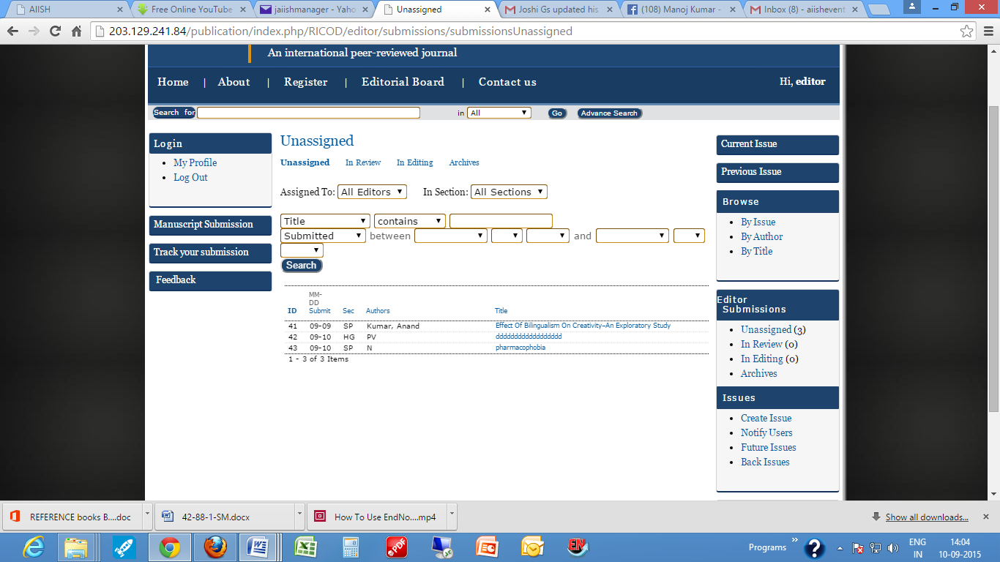 AIISH
Free Online YouTube
jaiishmanager - Yaho
Unassigned
Joshi Gs updated his
(108) Manoj Kumar -
Inbox (8) - aiishevent
203.129.241.84/publication/index.php/RICOD/editor/submissions/submissionsUnassigned
An international peer-reviewed journal
Home | About | Register | Editorial Board | Contact us
Hi, editor
Search for
in All
Go
Advance Search
Login
My Profile
Log Out
Manuscript Submission
Track your submission
Feedback
Unassigned
Unassigned In Review In Editing Archives
Assigned To: All Editors In Section: All Sections
Title contains
Submitted between and
Search
MM-
DD
ID Submit Sec Authors Title
41 09-09 SP Kumar, Anand Effect Of Bilingualism On Creativity–An Exploratory Study
42 09-10 HG PV dddddddddddddddddd
43 09-10 SP N pharmacophobia
1 - 3 of 3 Items
Current Issue
Previous Issue
Browse
By Issue
By Author
By Title
Editor
Submissions
Unassigned (3)
In Review (0)
In Editing (0)
Archives
Issues
Create Issue
Notify Users
Future Issues
Back Issues
REFERENCE books B....doc
42-88-1-SM.docx
How To Use EndNo....mp4
Show all downloads...
PDF
EN
Programs
ENG
IN
14:04
10-09-2015